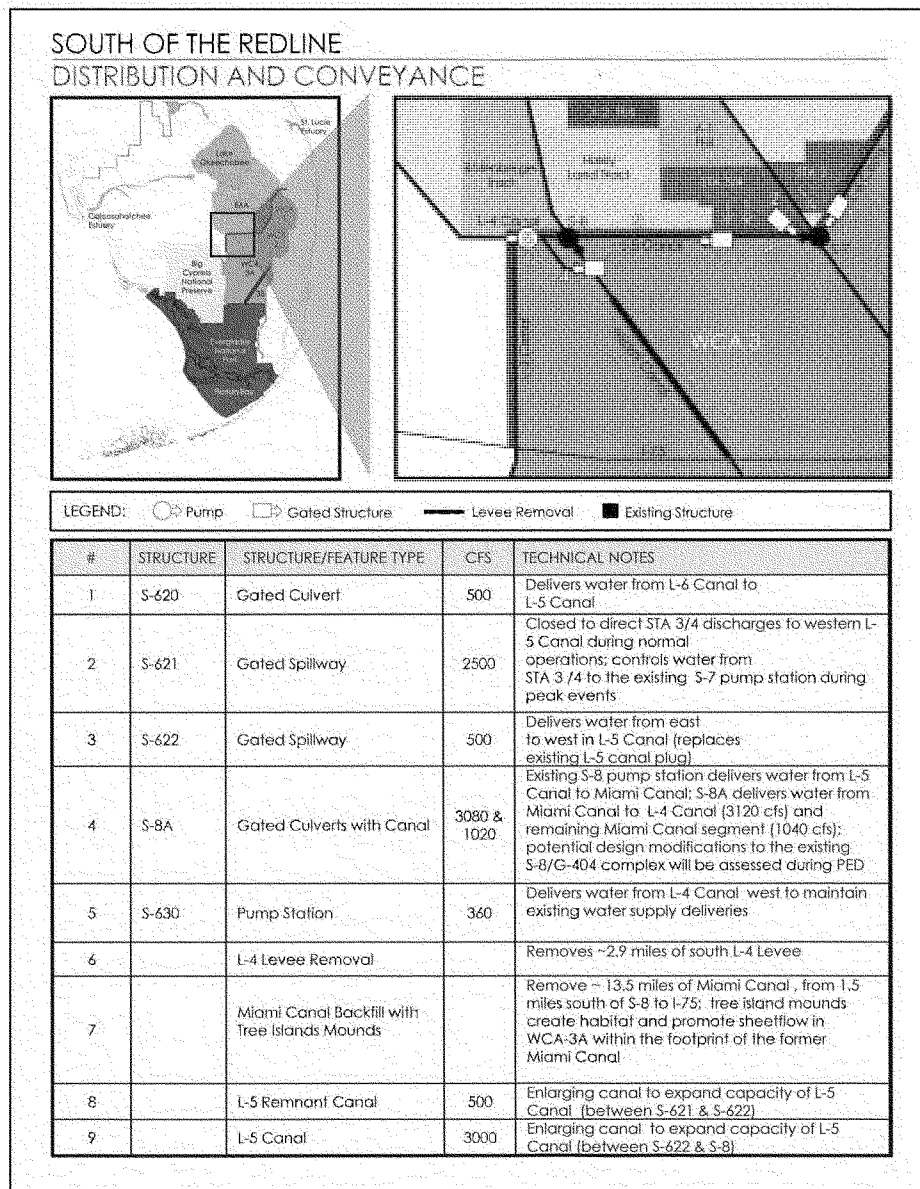 SOUTH OF THE REDLINE
DISTRIBUTION AND CONVEYANCE
St. Lucie
Estuary
Lake
Okeechobee
EAA
Caloosahatchee
Estuary
Big
Cypress
National
Preserve
Everglades
National
Holey
Land Tract
L-4
WCA 3
I-75
LEGEND: Pump Gated Structure Levee Removal Existing Structure
# STRUCTURE STRUCTURE/FEATURE TYPE CFS TECHNICAL NOTES
1 S-620 Gated Culvert 500 Delivers water from L-6 Canal to
L-5 Canal
2 S-621 Gated Spillway 2500 Closed to direct STA 3/4 discharges to western L-
5 Canal during normal
operations; controls water from
STA 3 /4 to the existing S-7 pump station during
peak events
3 S-622 Gated Spillway 500 Delivers water from east
to west in L-5 Canal (replaces
existing L-5 canal plug)
4 S-8A Gated Culverts with Canal 3080 &
1020 Existing S-8 pump station delivers water from L-5
Canal to Miami Canal; S-8A delivers water from
Miami Canal to L-4 Canal (3120 cfs) and
remaining Miami Canal segment (1040 cfs);
potential design modifications to the existing
S-8/G-404 complex will be assessed during PED
5 S-630 Pump Station 360 Delivers water from L-4 Canal west to maintain
existing water supply deliveries
6 L-4 Levee Removal Removes ~2.9 miles of south L-4 Levee
7 Miami Canal Backfill with
Tree Islands Mounds Remove ~ 13.5 miles of Miami Canal , from 1.5
miles south of S-8 to I-75; tree island mounds
create habitat and promote sheetflow in
WCA-3A within the footprint of the former
Miami Canal
8 L-5 Remnant Canal 500 Enlarging canal to expand capacity of L-5
Canal (between S-621 & S-622)
9 L-5 Canal 3000 Enlarging canal to expand capacity of L-5
Canal (between S-622 & S-8)